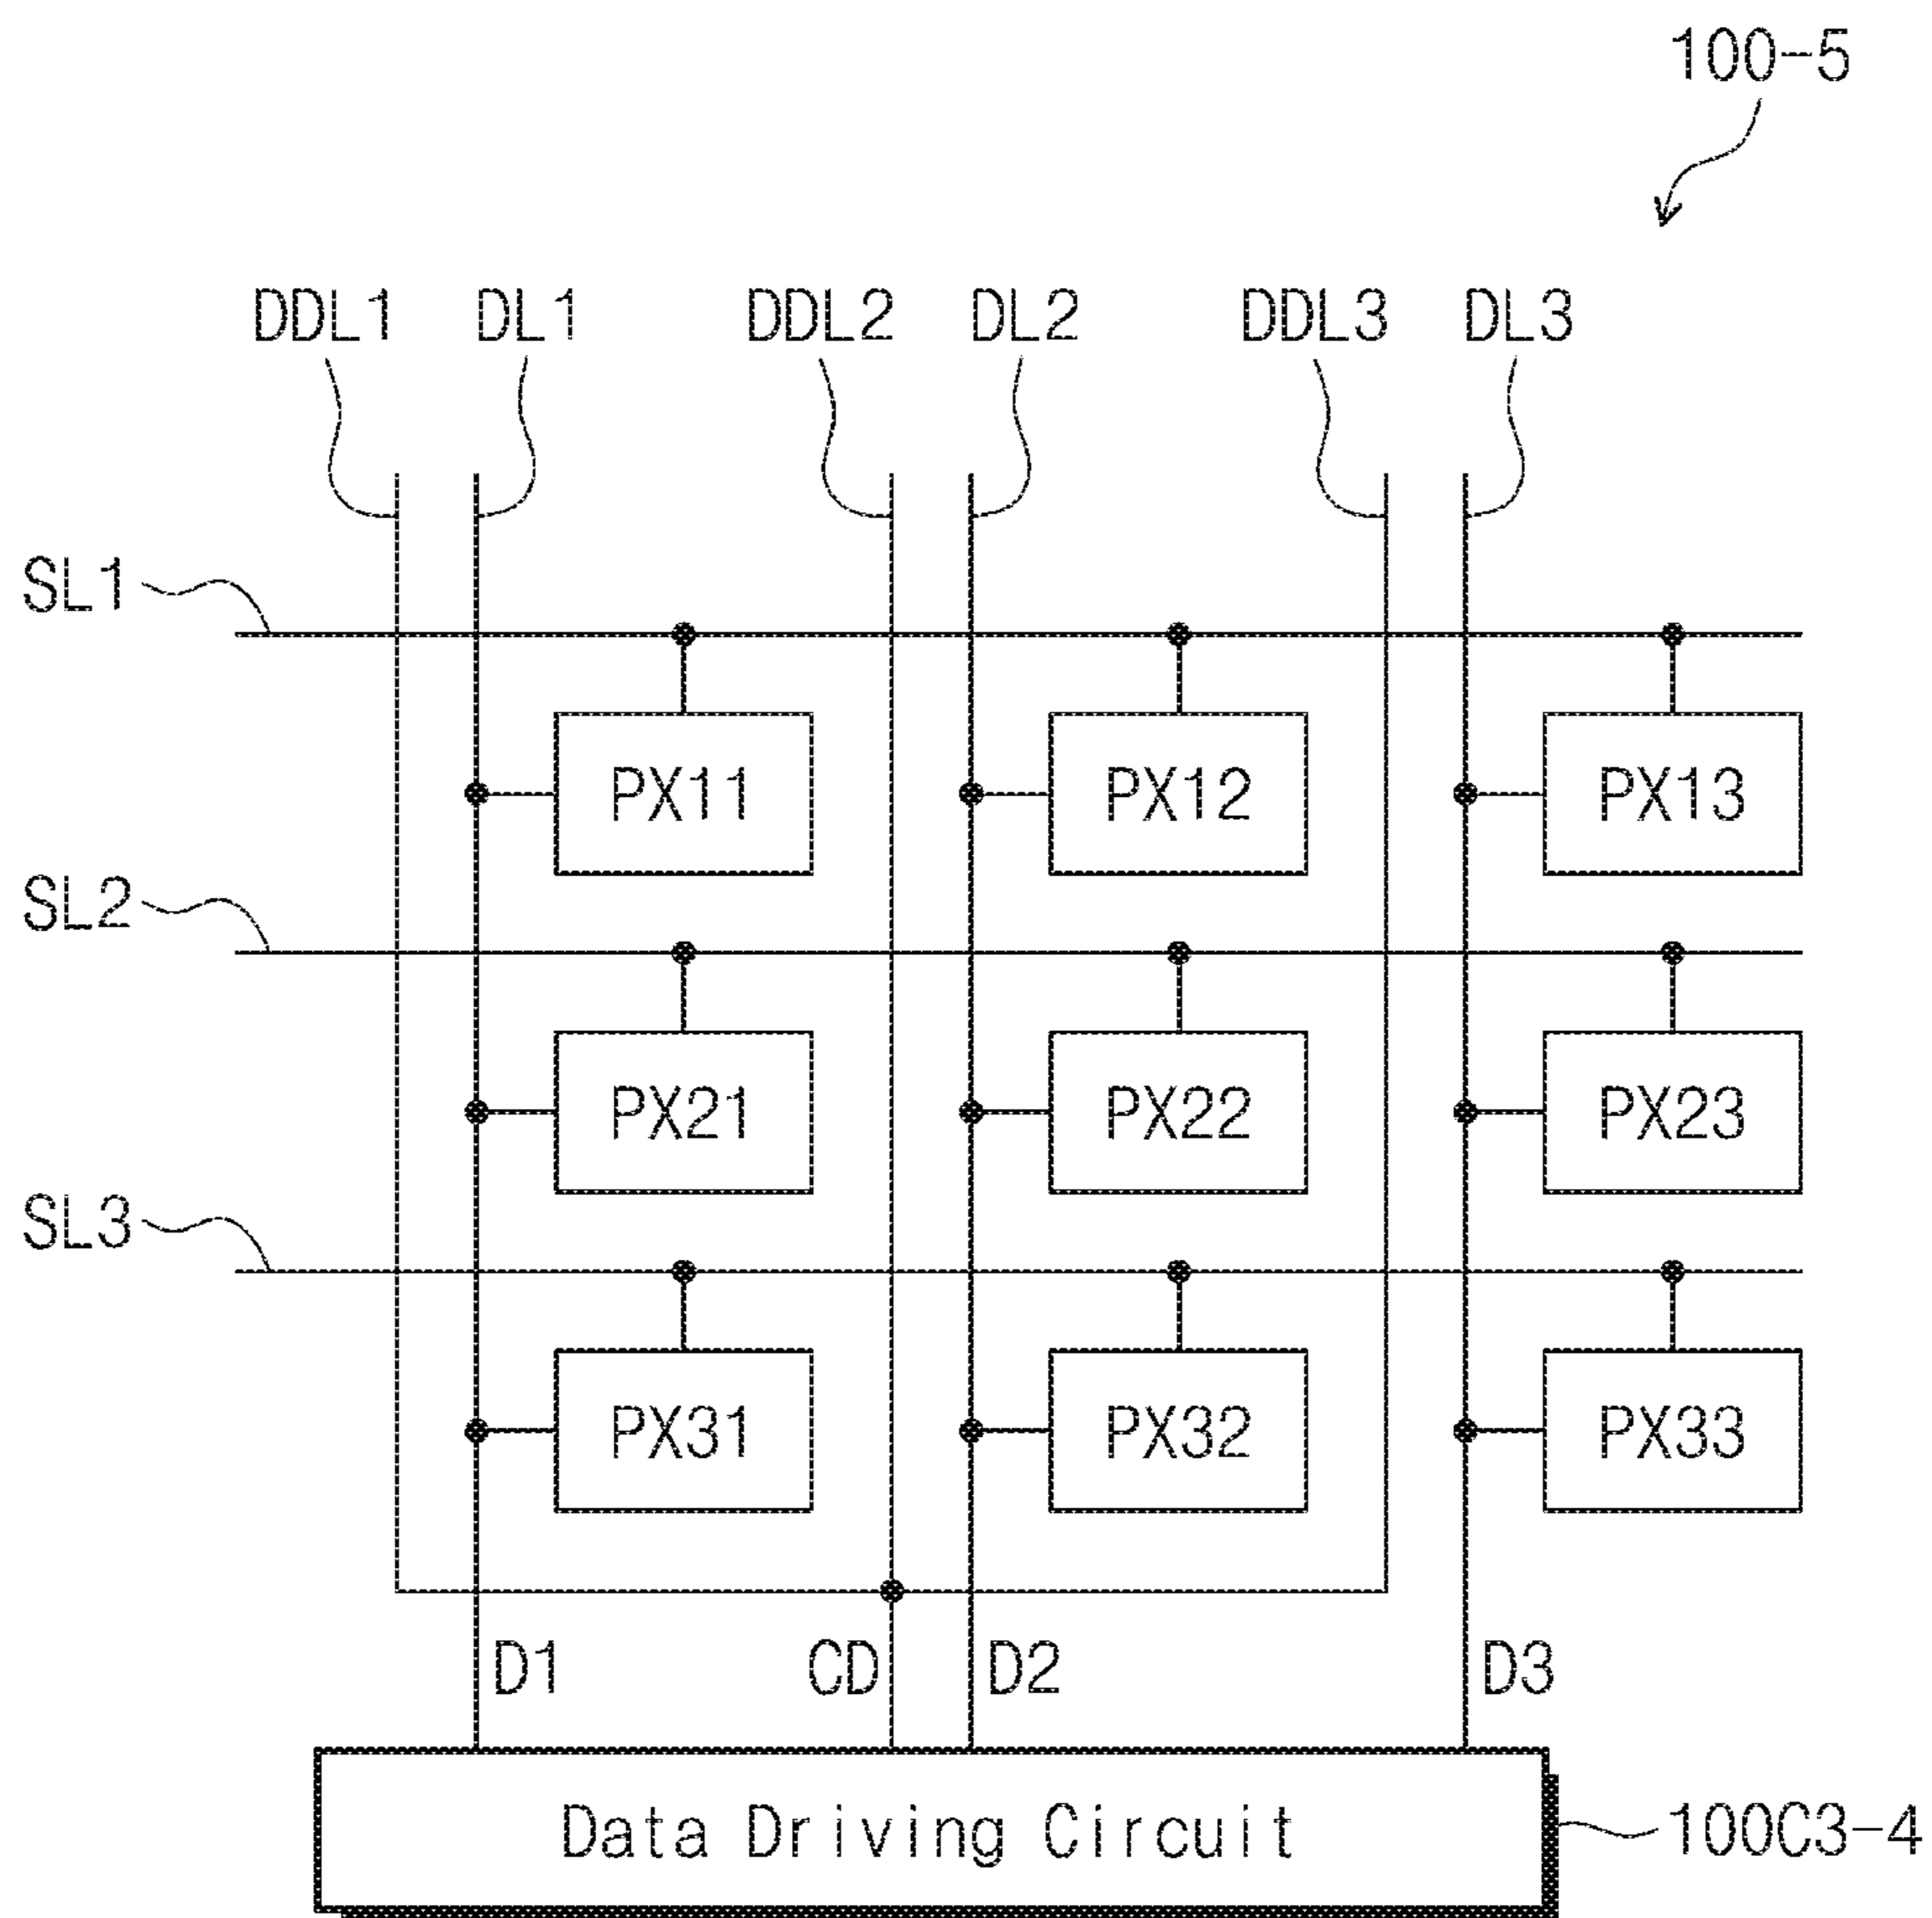 100-5
DDL1 DL1 DDL2 DL2 DDL3 DL3
SL1
PX11 PX12 PX13
SL2
PX21 PX22 PX23
SL3
PX31 PX32 PX33
D1 CD D2 D3
Data Driving Circuit 100C3-4